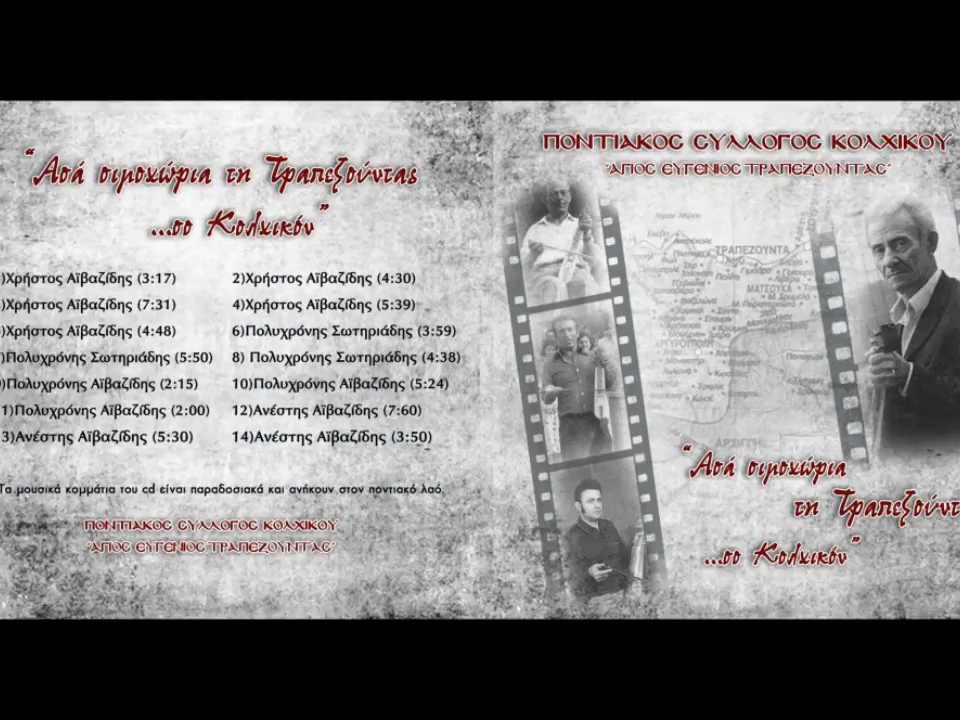 “Ασά σιμοχώρια τη Τραπεζούντας
...σο Κολχικόν”
)Χρήστος Αϊβαζίδης (3:17) 2)Χρήστος Αϊβαζίδης (4:30)
)Χρήστος Αϊβαζίδης (7:31) 4)Χρήστος Αϊβαζίδης (5:39)
)Χρήστος Αϊβαζίδης (4:48) 6)Πολυχρόνης Σωτηριάδης (3:59)
)Πολυχρόνης Σωτηριάδης (5:50) 8) Πολυχρόνης Σωτηριάδης (4:38)
)Πολυχρόνης Αϊβαζίδης (2:15) 10)Πολυχρόνης Αϊβαζίδης (5:24)
1)Πολυχρόνης Αϊβαζίδης (2:00) 12)Ανέστης Αϊβαζίδης (7:60)
3)Ανέστης Αϊβαζίδης (5:30) 14)Ανέστης Αϊβαζίδης (3:50)
Τα μουσικά κομμάτια του cd είναι παραδοσιακά και ανήκουν στον ποντιακό λαό.
ΠΟΝΤΙΑΚΟΣ ΣΥΛΛΟΓΟΣ ΚΟΛΧΙΚΟΥ
“ΑΓΙΟΣ ΕΥΓΕΝΙΟΣ ΤΡΑΠΕΖΟΥΝΤΑΣ”
ΠΟΝΤΙΑΚΟΣ ΣΥΛΛΟΓΟΣ ΚΟΛΧΙΚΟΥ
“ΑΓΙΟΣ ΕΥΓΕΝΙΟΣ ΤΡΑΠΕΖΟΥΝΤΑΣ”
ΤΡΑΠΕΖΟΥΝΤΑ
ΜΑΤΣΟΥΚΑ
ΑΡΓΥΡΟΥΠΟΛΗ
“Ασά σιμοχώρια
τη Τραπεζούντ
...σο Κολχικόν”